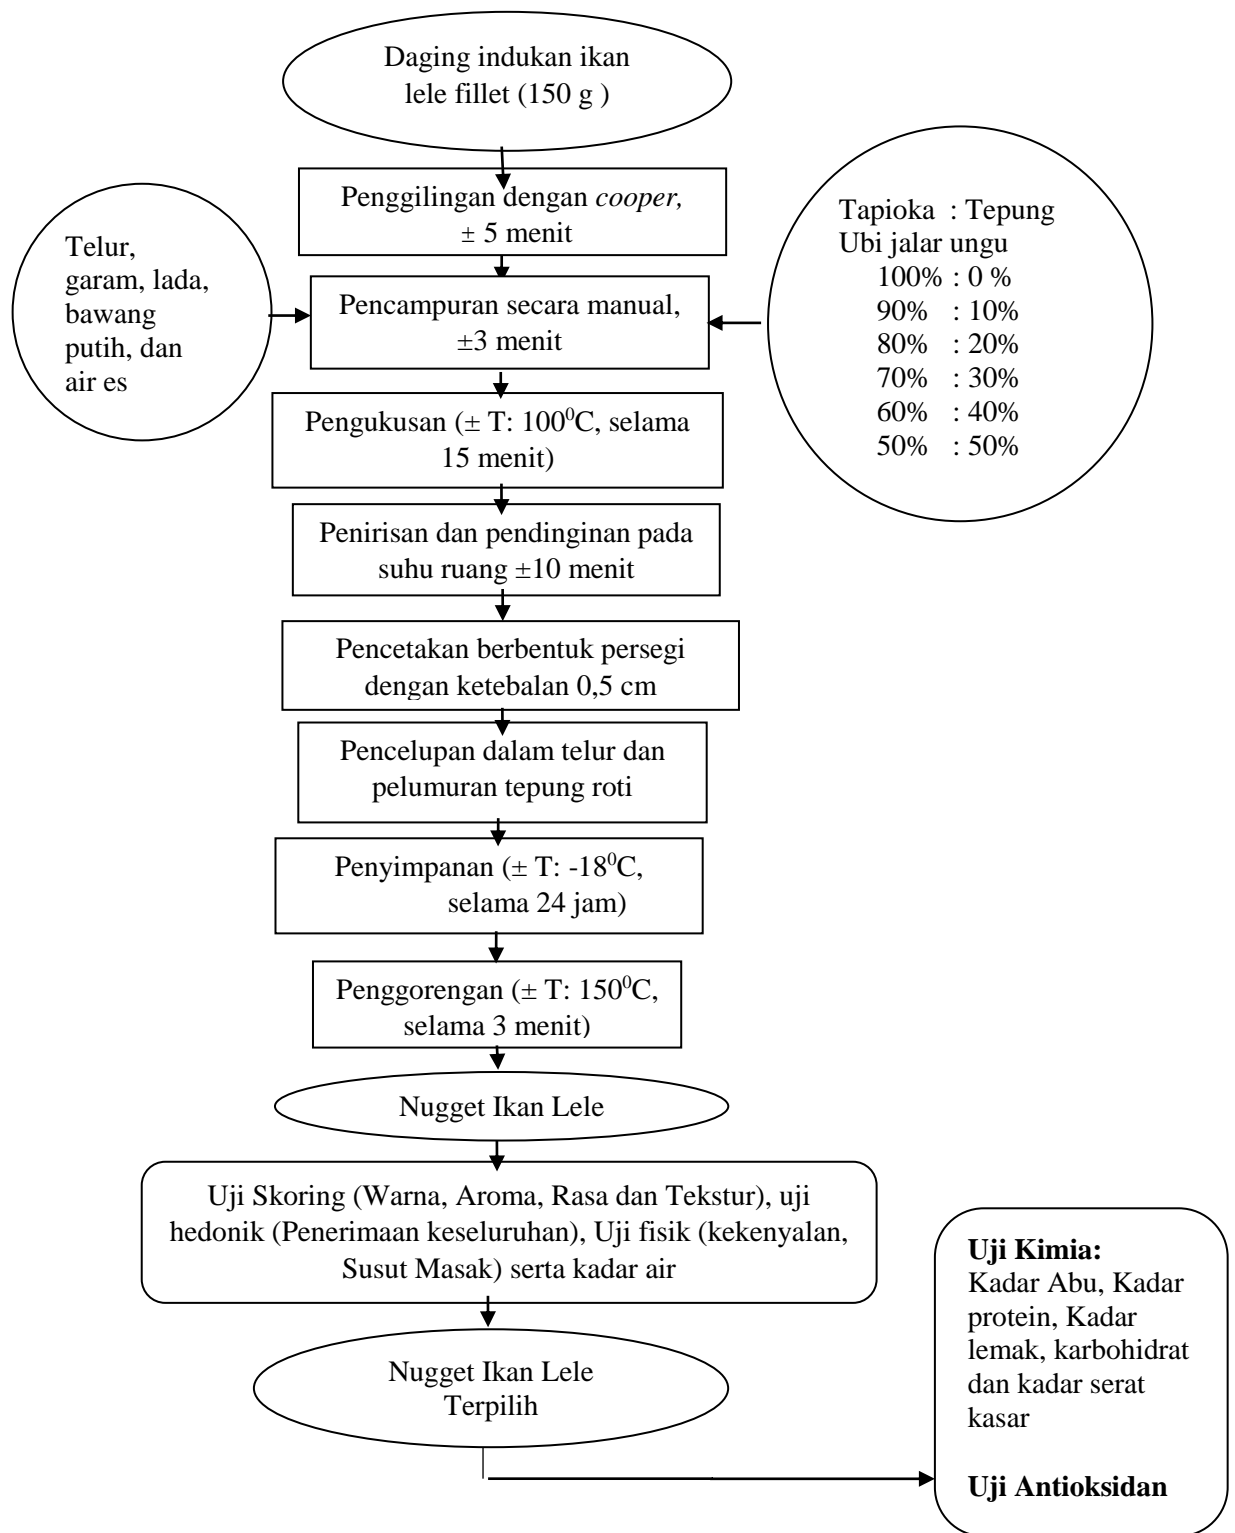 Daging indukan ikan
lele fillet (150 g )
Penggilingan dengan cooper,
± 5 menit
Telur,
garam, lada,
bawang
putih, dan
air es
Pencampuran secara manual,
±3 menit
Tapioka : Tepung
Ubi jalar ungu
100% : 0 %
90% : 10%
80% : 20%
70% : 30%
60% : 40%
50% : 50%
Pengukusan (± T: 100⁰C, selama
15 menit)
Penirisan dan pendinginan pada
suhu ruang ±10 menit
Pencetakan berbentuk persegi
dengan ketebalan 0,5 cm
Pencelupan dalam telur dan
pelumuran tepung roti
Penyimpanan (± T: -18⁰C,
selama 24 jam)
Penggorengan (± T: 150⁰C,
selama 3 menit)
Nugget Ikan Lele
Uji Skoring (Warna, Aroma, Rasa dan Tekstur), uji
hedonik (Penerimaan keseluruhan), Uji fisik (kekenyalan,
Susut Masak) serta kadar air
Nugget Ikan Lele
Terpilih
Uji Kimia:
Kadar Abu, Kadar
protein, Kadar
lemak, karbohidrat
dan kadar serat
kasar
Uji Antioksidan